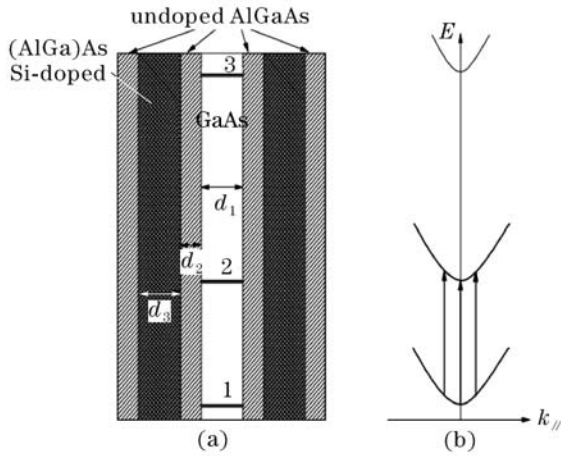 undoped AlGaAs
(AlGa)As
Si-doped
3
GaAs
d₁
d₂
2
d₃
1
(a)
E
k//
(b)